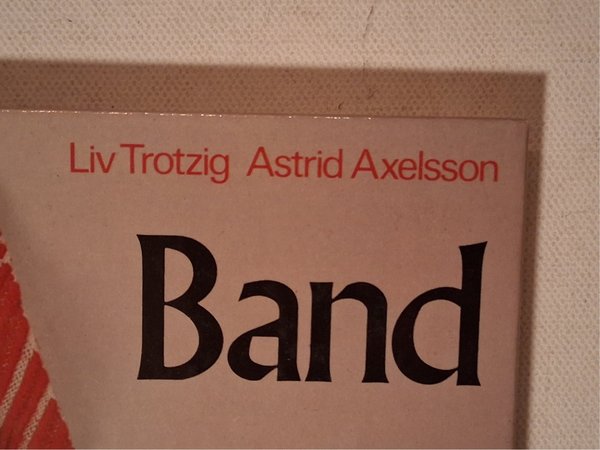 Liv Trotzig Astrid Axelsson
Band